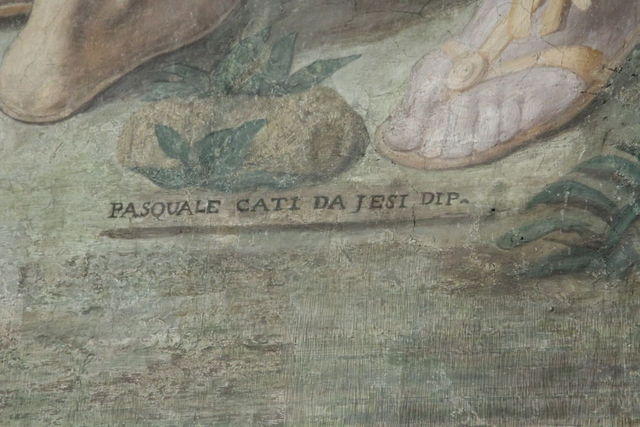 PASQUALE CATI DA JESI DIP.